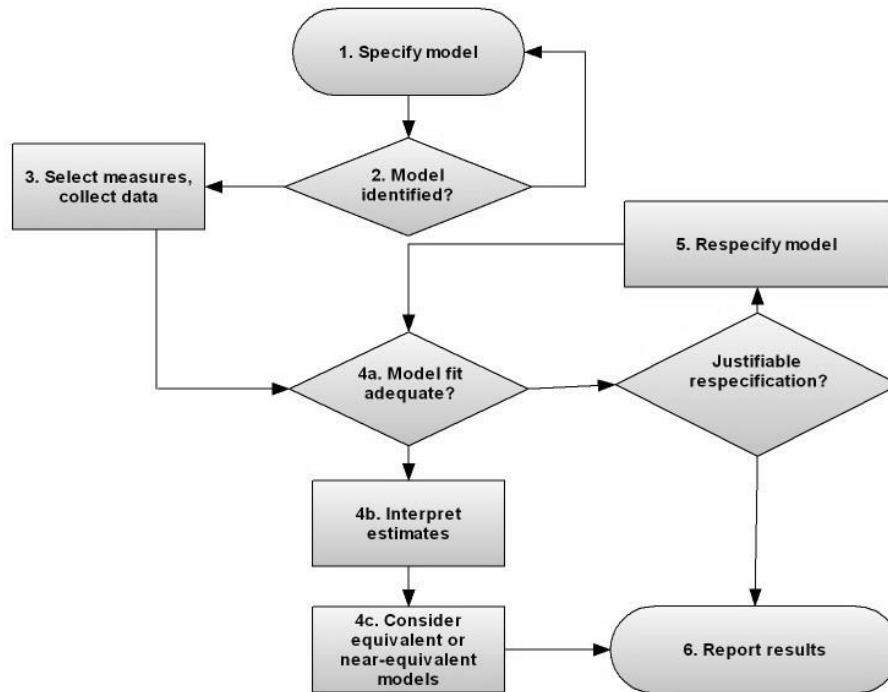 1. Specify model
2. Model
identified?
3. Select measures,
collect data
5. Respecify model
4a. Model fit
adequate?
Justifiable
respecification?
4b. Interpret
estimates
4c. Consider
equivalent or
near-equivalent
models
6. Report results